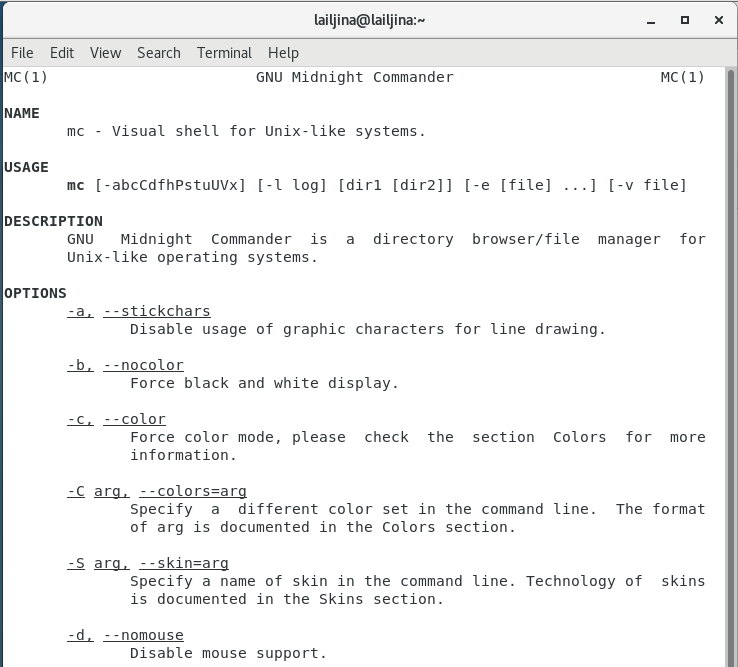 lailjina@lailjina:~
File Edit View Search Terminal Help
MC(1) GNU Midnight Commander MC(1)
NAME
mc - Visual shell for Unix-like systems.
USAGE
mc [-abcCdfhPstuUVx] [-l log] [dir1 [dir2]] [-e [file] ...] [-v file]
DESCRIPTION
GNU Midnight Commander is a directory browser/file manager for
Unix-like operating systems.
OPTIONS
-a, --stickchars
Disable usage of graphic characters for line drawing.
-b, --nocolor
Force black and white display.
-c, --color
Force color mode, please check the section Colors for more
information.
-C arg, --colors=arg
Specify a different color set in the command line. The format
of arg is documented in the Colors section.
-S arg, --skin=arg
Specify a name of skin in the command line. Technology of skins
is documented in the Skins section.
-d, --nomouse
Disable mouse support.